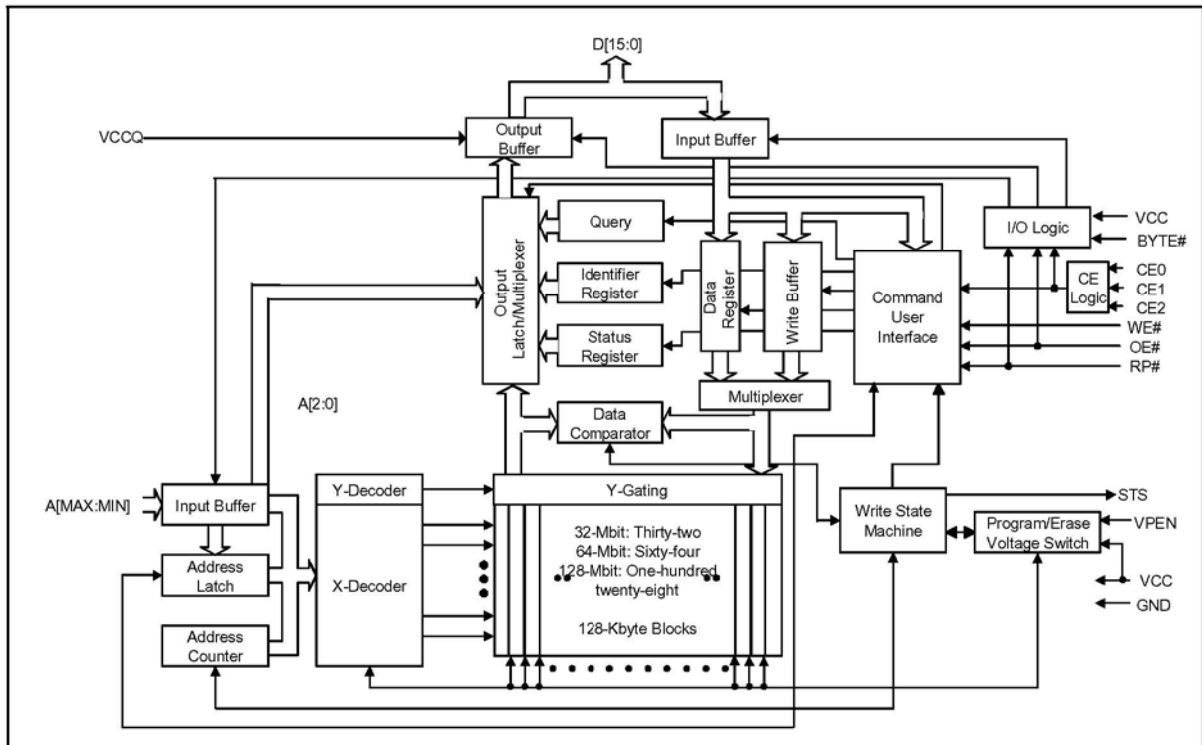 D[15:0]
VCCQ
Output
Buffer
Input Buffer
Output
Latch/Multiplexer
Query
Identifier
Register
Status
Register
Data
Register
Write Buffer
Command
User
Interface
I/O Logic
VCC
BYTE#
CE
Logic
CE0
CE1
CE2
WE#
OE#
RP#
Multiplexer
A[2:0]
Data
Comparator
A[MAX:MIN]
Input Buffer
Y-Decoder
Y-Gating
Address
Latch
X-Decoder
32-Mbit: Thirty-two
64-Mbit: Sixty-four
128-Mbit: One-hundred
twenty-eight
128-Kbyte Blocks
Address
Counter
Write State
Machine
STS
Program/Erase
Voltage Switch
VPEN
VCC
GND